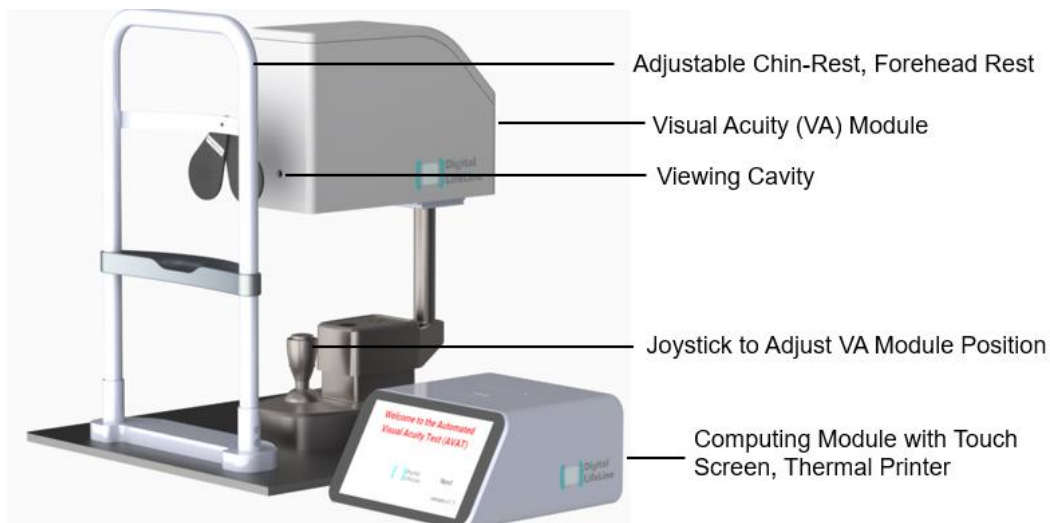 Adjustable Chin-Rest, Forehead Rest
Visual Acuity (VA) Module
Viewing Cavity
Digital
LifeLine
Joystick to Adjust VA Module Position
Welcome to the Automated
Visual Acuity Test (AVAT)
Digital
LifeLine
Next
Digital
LifeLine
Computing Module with Touch
Screen, Thermal Printer